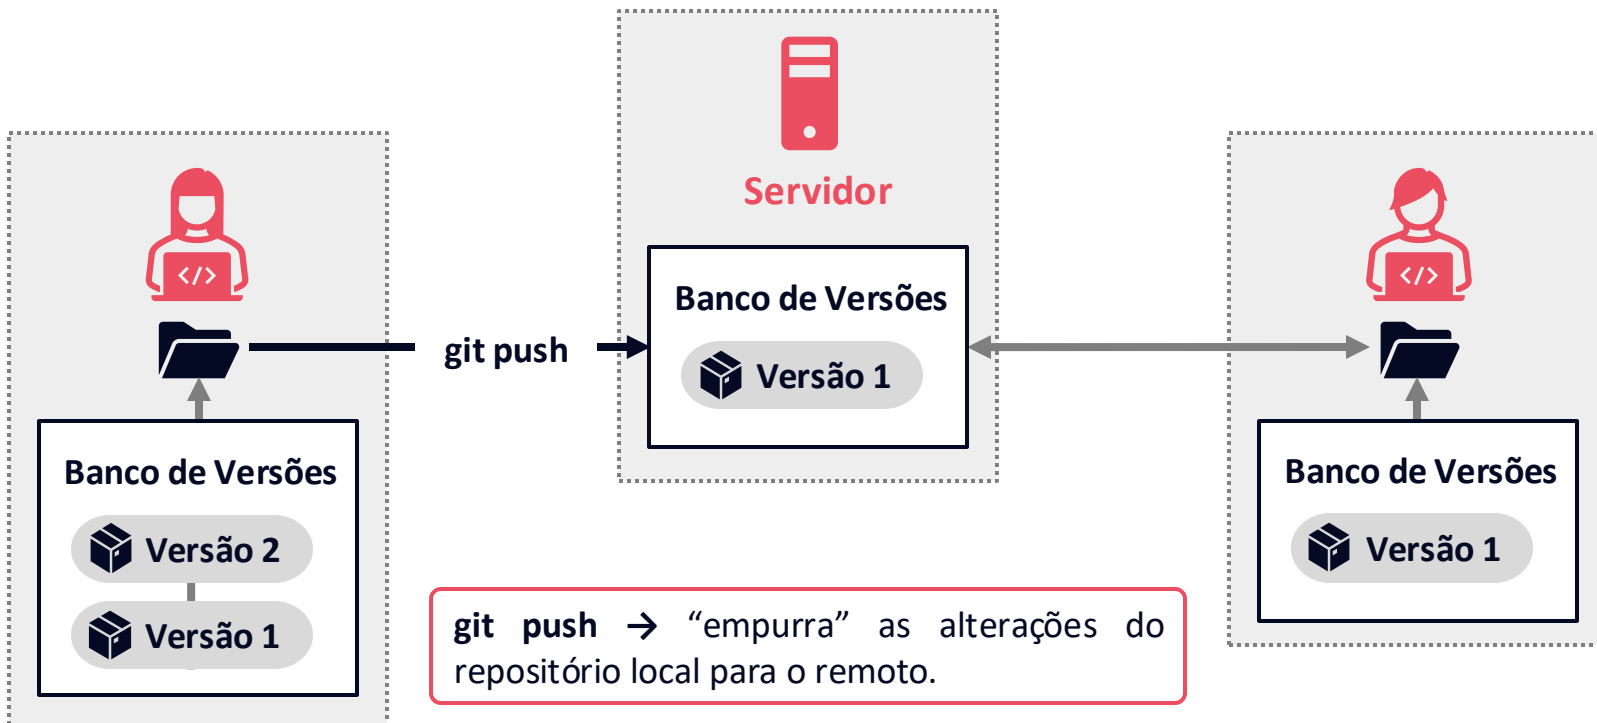 Servidor
</>
</>
Banco de Versões
git push
Versão 1
Banco de Versões
Versão 2
Versão 1
Banco de Versões
Versão 1
git push → “empurra” as alterações do
repositório local para o remoto.